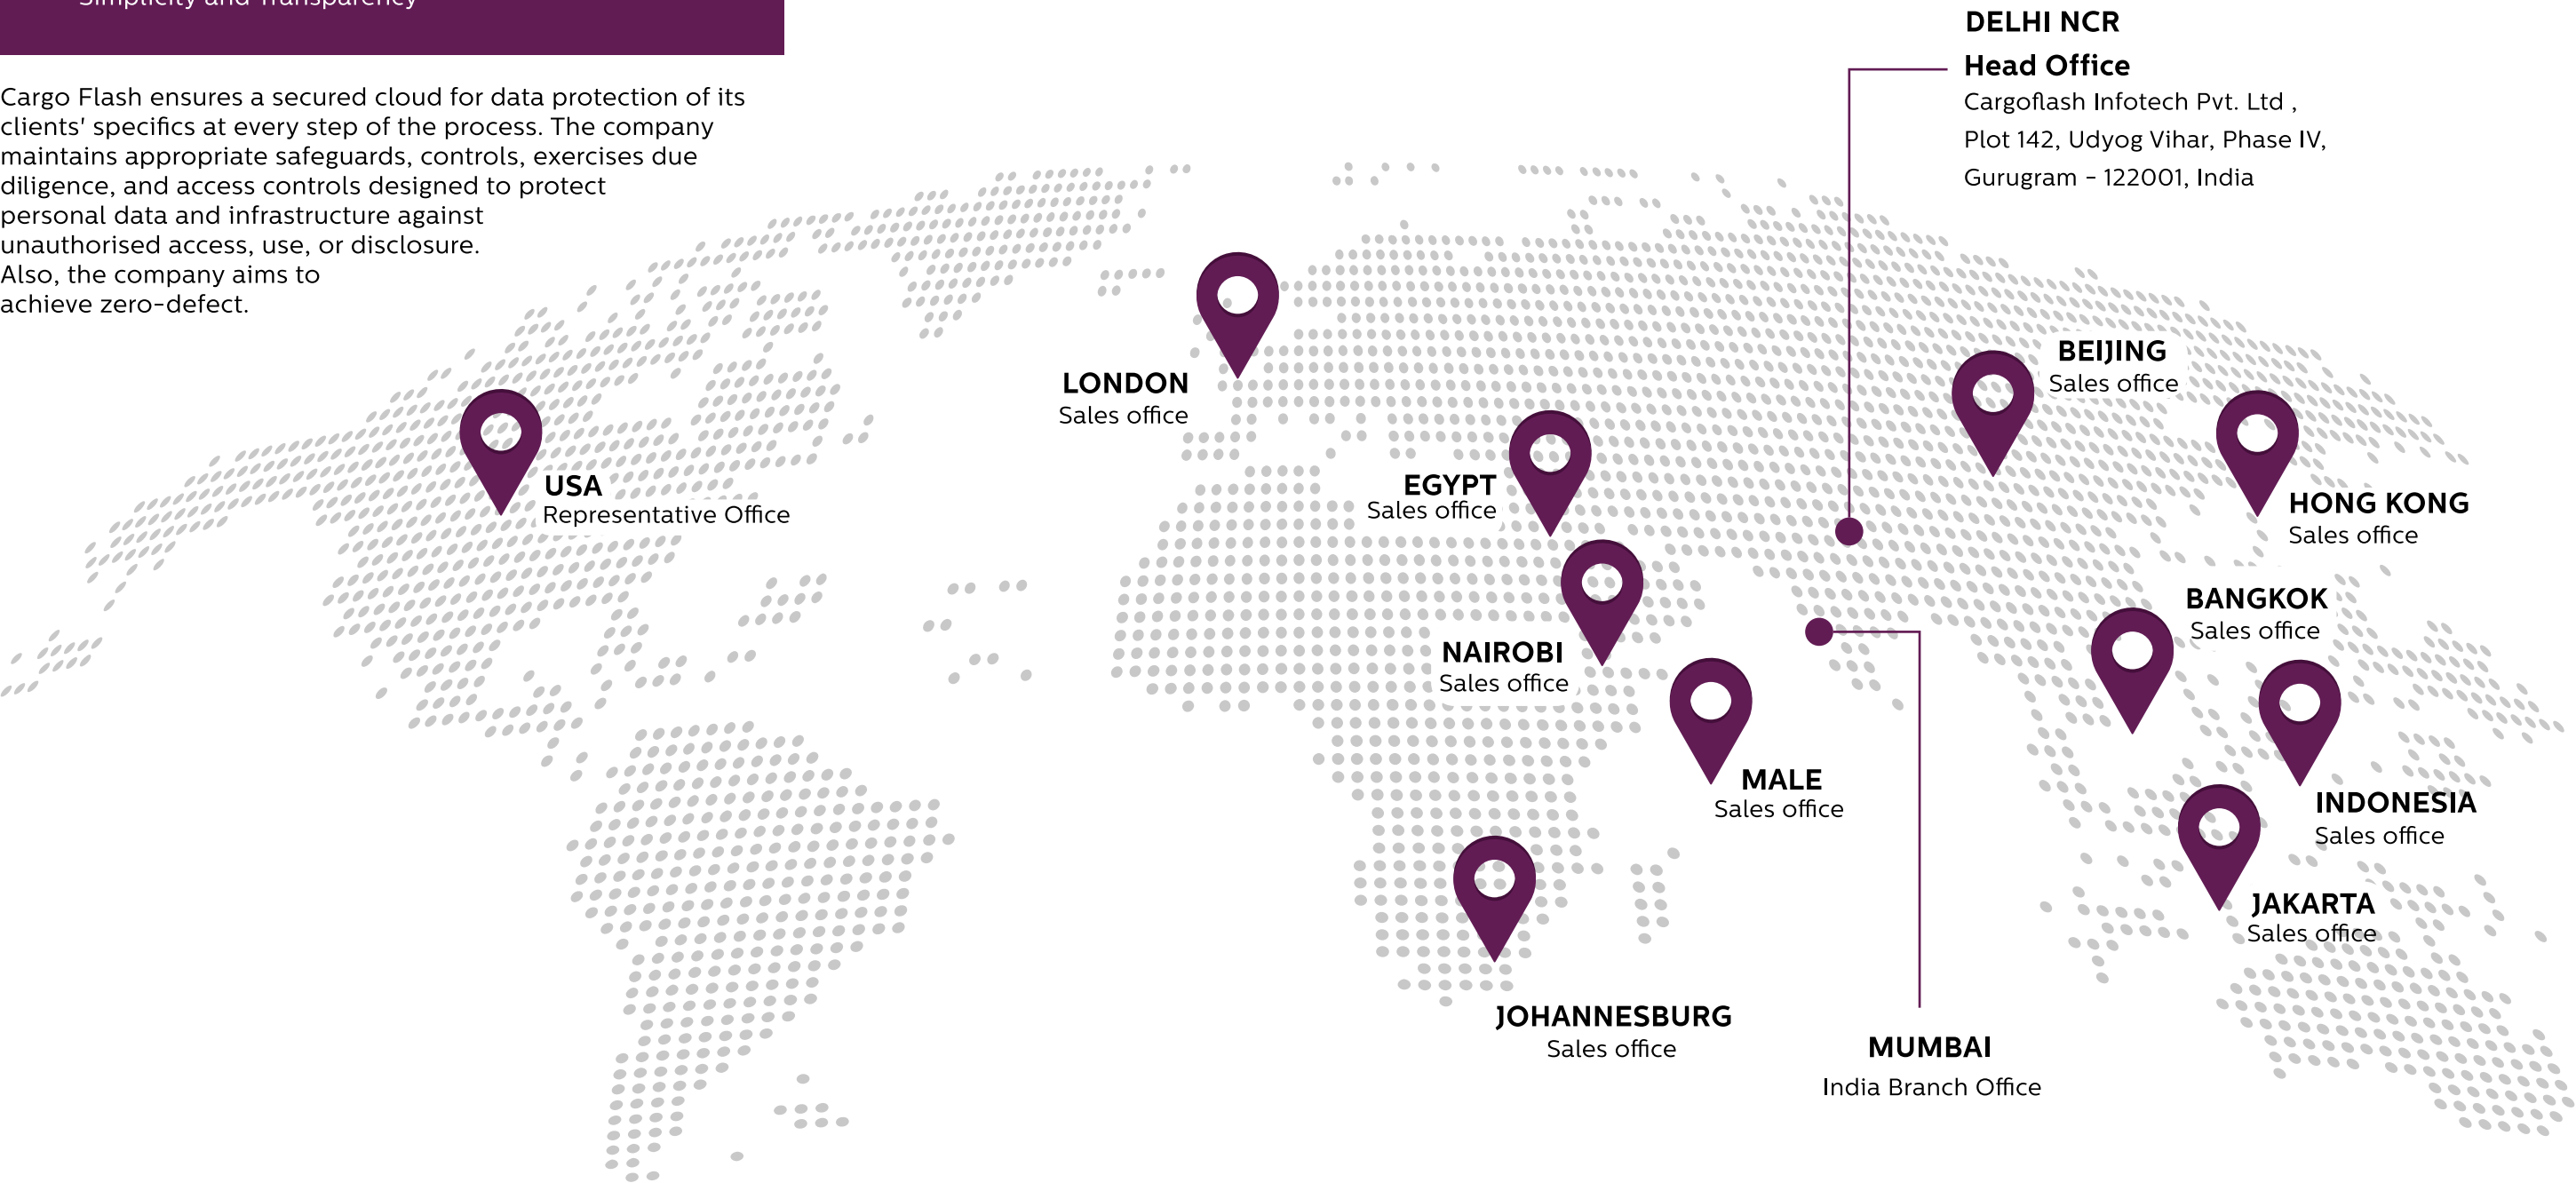 Simplicity and Transparency
Cargo Flash ensures a secured cloud for data protection of its
clients' specifics at every step of the process. The company
maintains appropriate safeguards, controls, exercises due
diligence, and access controls designed to protect
personal data and infrastructure against
unauthorised access, use, or disclosure.
Also, the company aims to
achieve zero-defect.
DELHI NCR
Head Office
Cargoflash Infotech Pvt. Ltd ,
Plot 142, Udyog Vihar, Phase IV,
Gurugram - 122001, India
LONDON
Sales office
BEIJING
Sales office
USA
Representative Office
EGYPT
Sales office
HONG KONG
Sales office
BANGKOK
Sales office
NAIROBI
Sales office
MALE
Sales office
INDONESIA
Sales office
JAKARTA
Sales office
JOHANNESBURG
Sales office
MUMBAI
India Branch Office